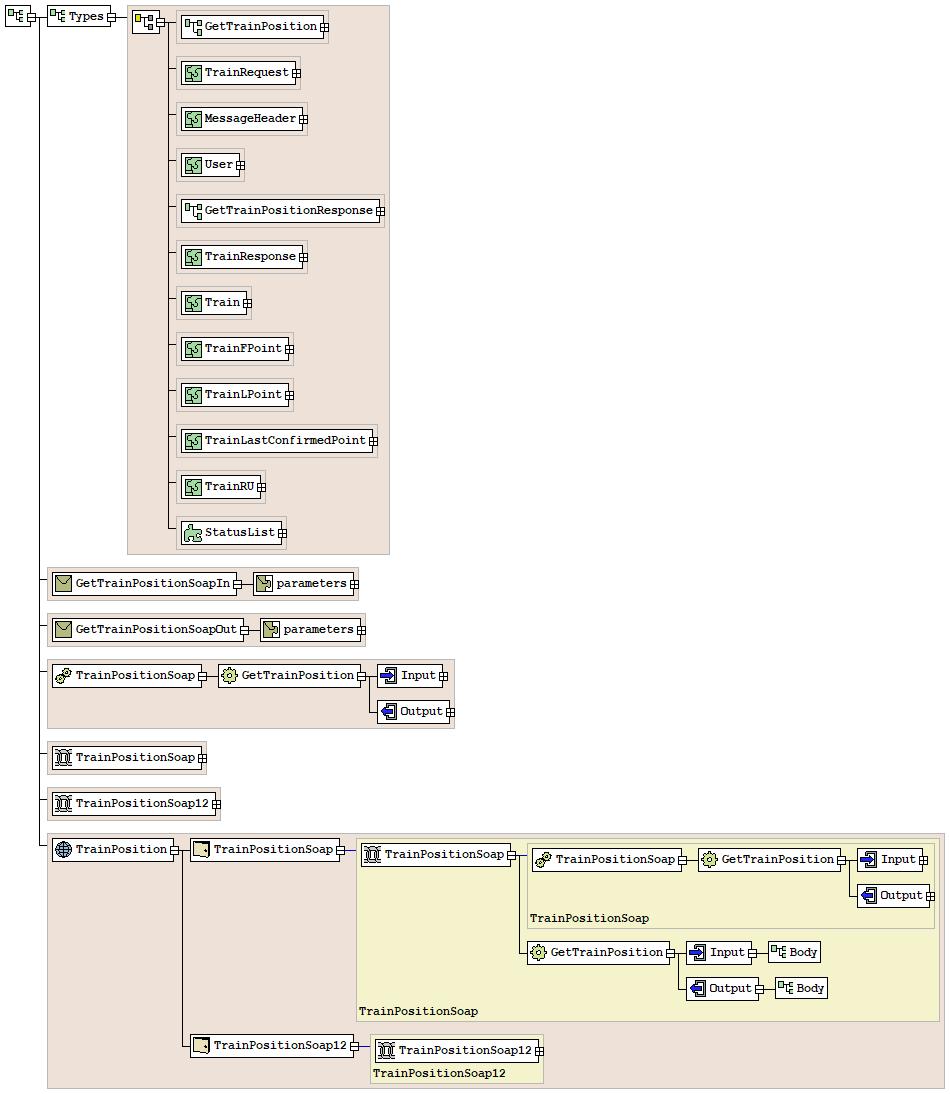 Types
GetTrainPosition
TrainRequest
MessageHeader
User
GetTrainPositionResponse
TrainResponse
Train
TrainFPoint
TrainLPoint
TrainLastConfirmedPoint
TrainRU
StatusList
GetTrainPositionSoapIn parameters
GetTrainPositionSoapOut parameters
TrainPositionSoap GetTrainPosition Input
Output
TrainPositionSoap
TrainPositionSoap12
TrainPosition TrainPositionSoap TrainPositionSoap TrainPositionSoap GetTrainPosition Input
Output
TrainPositionSoap
GetTrainPosition Input Body
Output Body
TrainPositionSoap
TrainPositionSoap12 TrainPositionSoap12
TrainPositionSoap12